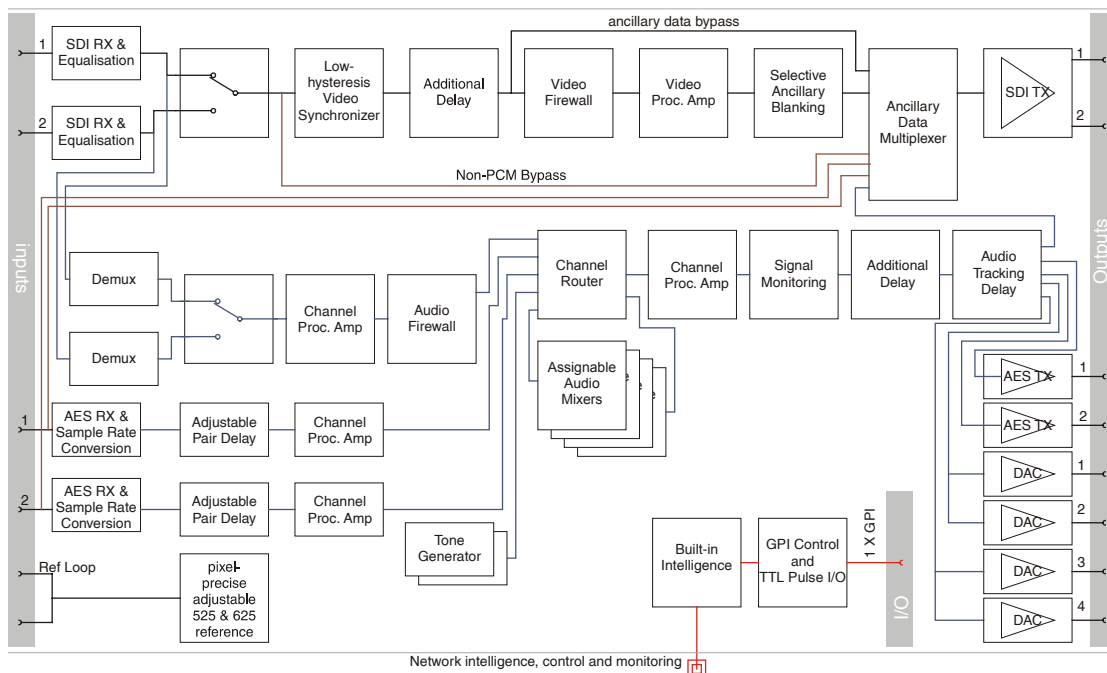 ancillary data bypass
1
SDI RX &
Equalisation
2
SDI RX &
Equalisation
Low-
hysteresis
Video
Synchronizer
Additional
Delay
Video
Firewall
Video
Proc. Amp
Selective
Ancillary
Blanking
Ancillary
Data
Multiplexer
SDI TX
1
2
Non-PCM Bypass
inputs
Outputs
Demux
Demux
Channel
Proc. Amp
Audio
Firewall
Channel
Router
Channel
Proc. Amp
Signal
Monitoring
Additional
Delay
Audio
Tracking
Delay
Assignable
Audio
Mixers
e
e
1
AES RX &
Sample Rate
Conversion
Adjustable
Pair Delay
Channel
Proc. Amp
2
AES RX &
Sample Rate
Conversion
Adjustable
Pair Delay
Channel
Proc. Amp
Tone
Generator
Ref Loop
pixel-
precise
adjustable
525 & 625
reference
Built-in
Intelligence
GPI Control
and
TTL Pulse I/O
1 X GPI
I/O
AES TX
1
AES TX
2
DAC
1
DAC
2
DAC
3
DAC
4
Network intelligence, control and monitoring